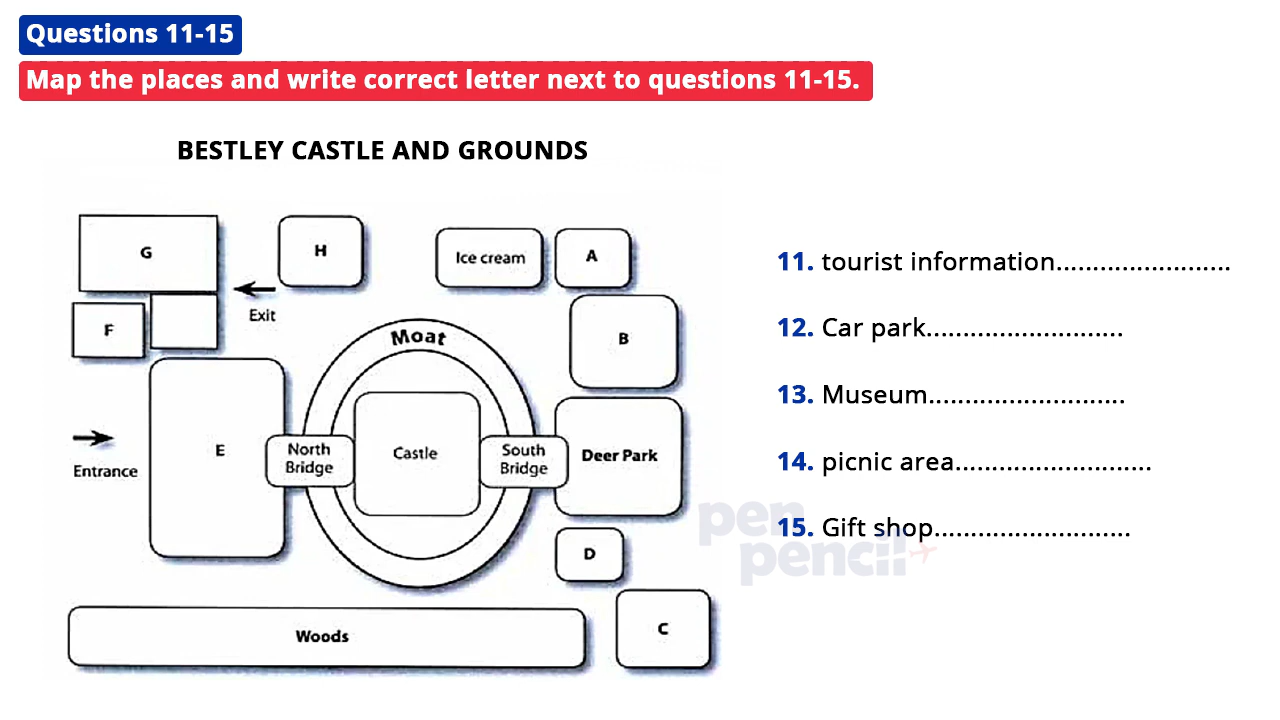 Questions 11-15
Map the places and write correct letter next to questions 11-15.
BESTLEY CASTLE AND GROUNDS
G
H
Ice cream
A
Exit
F
Moat
B
E
North
Bridge
Castle
South
Bridge
Deer Park
Entrance
D
Woods
C
11. tourist information........................
12. Car park...........................
13. Museum...........................
14. picnic area...........................
15. Gift shop...........................
pen
pencil